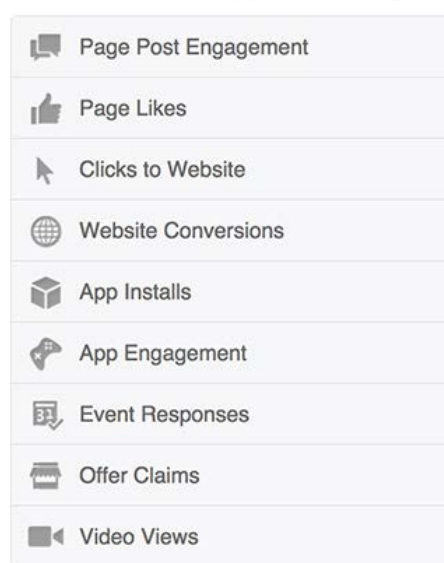 Page Post Engagement
Page Likes
Clicks to Website
Website Conversions
App Installs
App Engagement
31
Event Responses
Offer Claims
Video Views